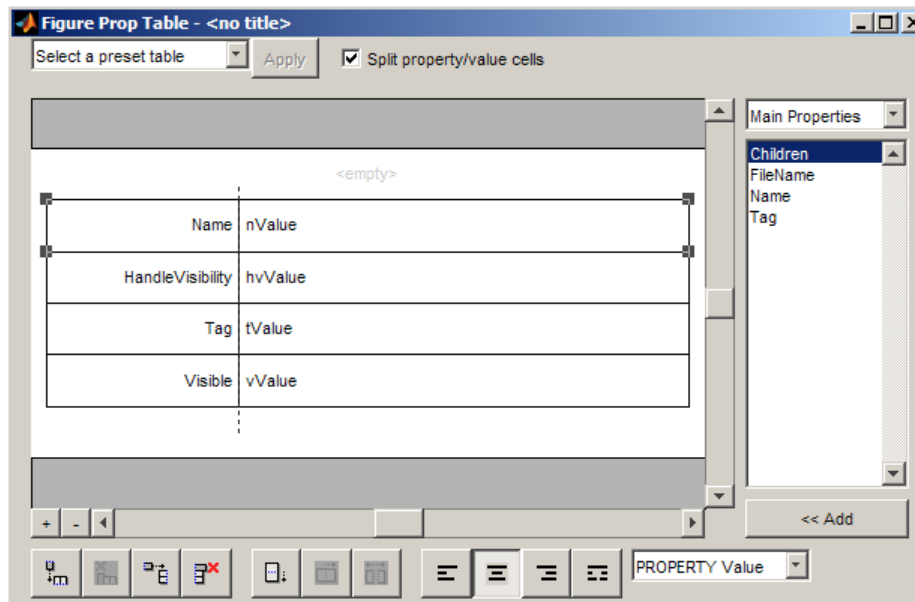 Figure Prop Table - <no title>
Select a preset table Apply Split property/value cells
Main Properties
Children
FileName
Name
Tag
<empty>
Name nValue
HandleVisibility hvValue
Tag tValue
Visible vValue
+ - << Add
PROPERTY Value